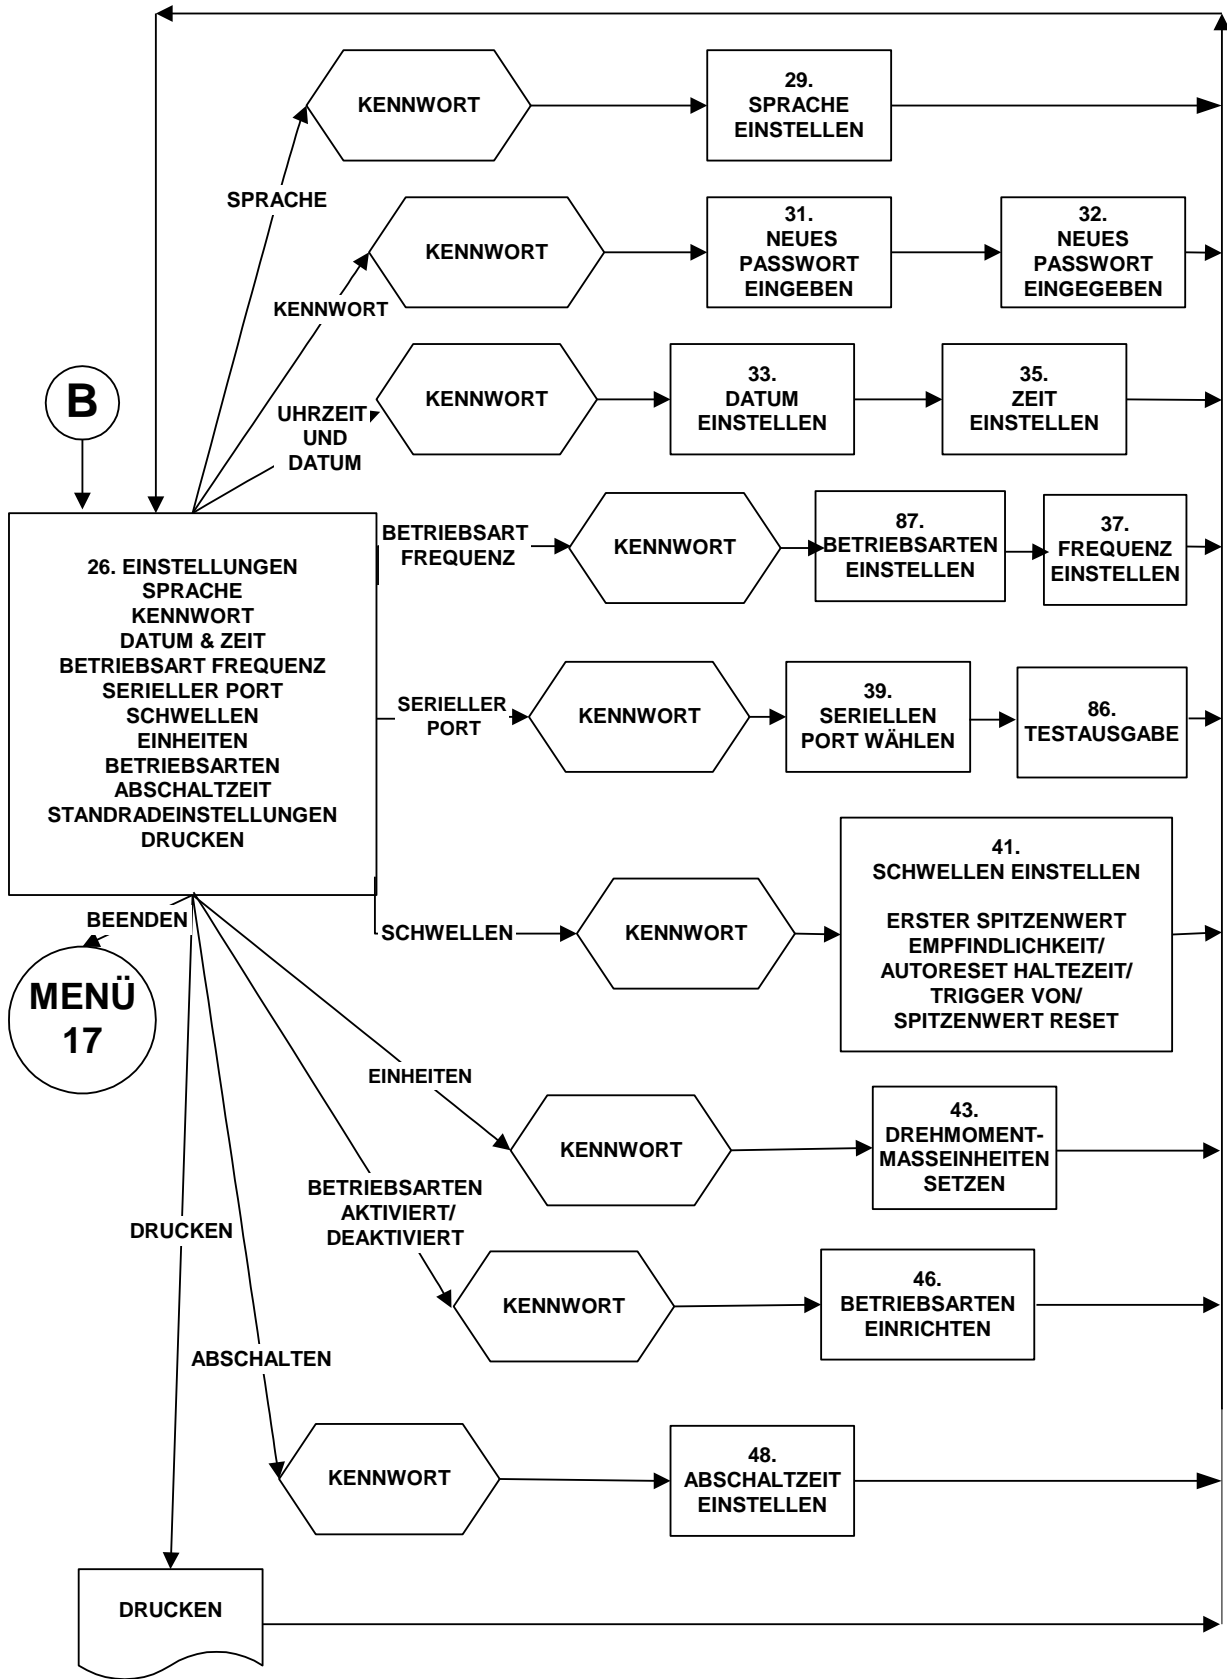 KENNWORT
29.
SPRACHE
EINSTELLEN
SPRACHE
KENNWORT
31.
NEUES
PASSWORT
EINGEBEN
32.
NEUES
PASSWORT
EINGEGEBEN
KENNWORT
B
UHRZEIT
UND
DATUM
KENNWORT
33.
DATUM
EINSTELLEN
35.
ZEIT
EINSTELLEN
BETRIEBSART
FREQUENZ
KENNWORT
87.
BETRIEBSARTEN
EINSTELLEN
37.
FREQUENZ
EINSTELLEN
26. EINSTELLUNGEN
SPRACHE
KENNWORT
DATUM & ZEIT
BETRIEBSART FREQUENZ
SERIELLER PORT
SCHWELLEN
EINHEITEN
BETRIEBSARTEN
ABSCHALTZEIT
STANDRADEINSTELLUNGEN
DRUCKEN
SERIELLER
PORT
KENNWORT
39.
SERIELLEN
PORT WÄHLEN
86.
TESTAUSGABE
BEENDEN
MENÜ
17
SCHWELLEN
KENNWORT
41.
SCHWELLEN EINSTELLEN
ERSTER SPITZENWERT
EMPFINDLICHKEIT/
AUTORESET HALTEZEIT/
TRIGGER VON/
SPITZENWERT RESET
EINHEITEN
KENNWORT
43.
DREHMOMENT-
MASSEINHEITEN
SETZEN
BETRIEBSARTEN
AKTIVIERT/
DEAKTIVIERT
KENNWORT
46.
BETRIEBSARTEN
EINRICHTEN
DRUCKEN
ABSCHALTEN
KENNWORT
48.
ABSCHALTZEIT
EINSTELLEN
DRUCKEN